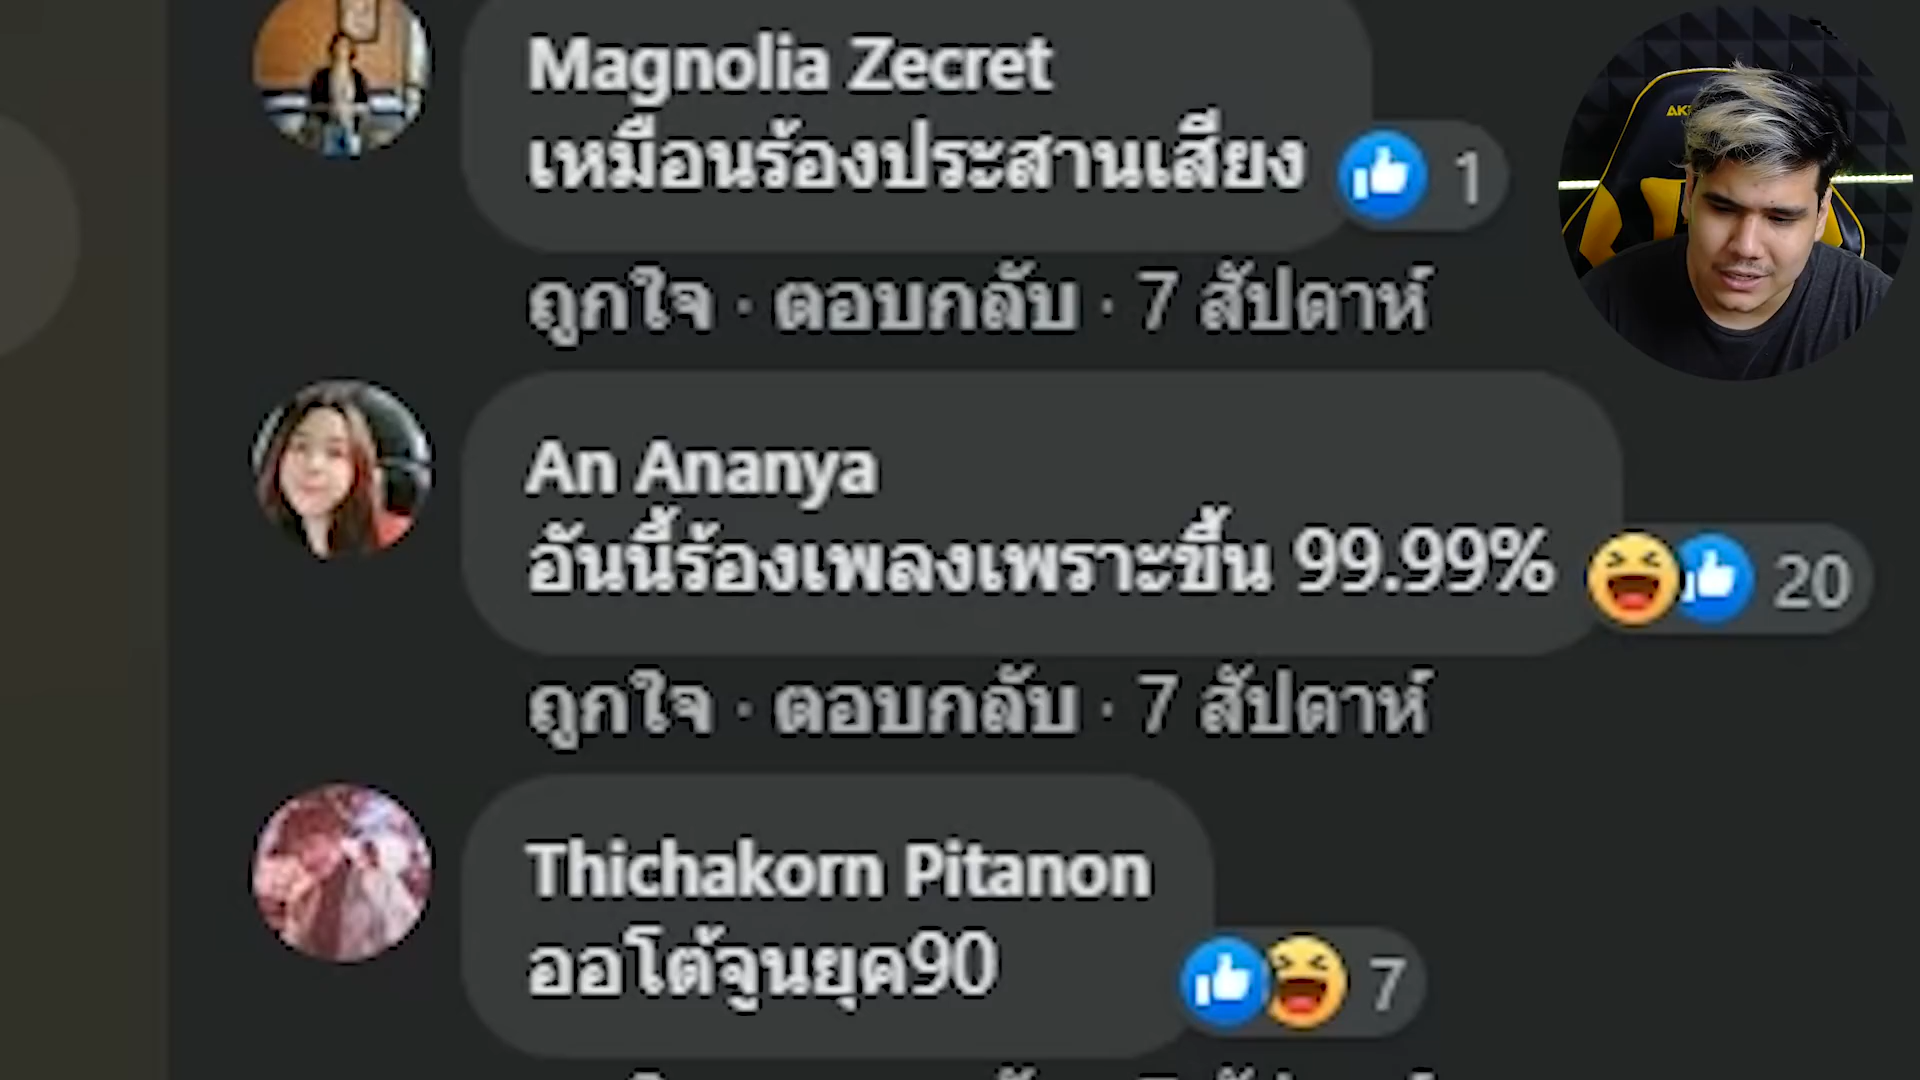 Magnolia Zecret
เหมือนร้องประสานเสียง
1
ถูกใจ · ตอบกลับ · 7 สัปดาห์
An Ananya
อันนี้ร้องเพลงเพราะขึ้น 99.99%
20
ถูกใจ · ตอบกลับ · 7 สัปดาห์
Thichakorn Pitanon
ออโต้จูนยุค90
7